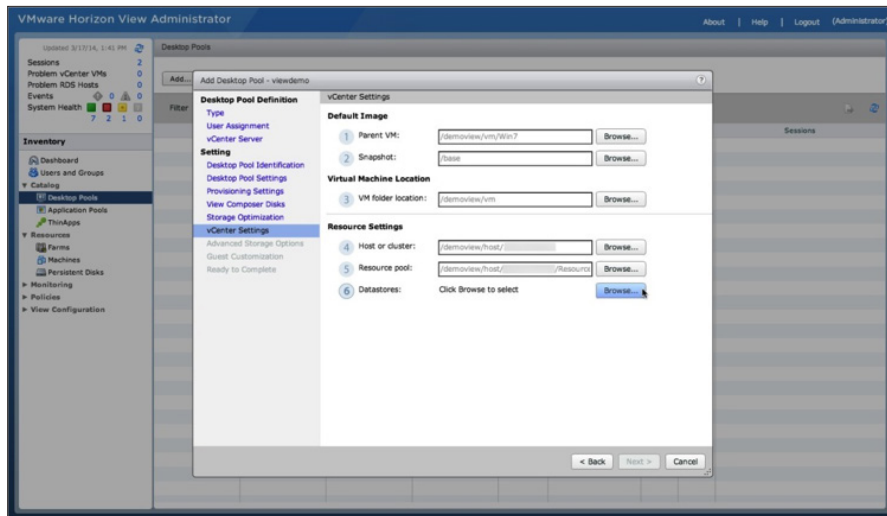 VMware Horizon View Administrator
About | Help | Logout (Administrator
Updated 3/17/14, 1:41 PM
Sessions 2
Problem vCenter VMs 0
Problem RDS Hosts 0
Events 0 0
System Health
7 2 1 0
Inventory
Dashboard
Users and Groups
Catalog
Desktop Pools
Application Pools
ThinApps
Resources
Farms
Machines
Persistent Disks
Monitoring
Policies
View Configuration
Desktop Pools
Add...
Filter
Sessions
Add Desktop Pool - viewdemo
?
Desktop Pool Definition
Type
User Assignment
vCenter Server
Setting
Desktop Pool Identification
Desktop Pool Settings
Provisioning Settings
View Composer Disks
Storage Optimization
vCenter Settings
Advanced Storage Options
Guest Customization
Ready to Complete
vCenter Settings
Default Image
1 Parent VM: /demoview/vm/Win7 Browse...
2 Snapshot: /base Browse...
Virtual Machine Location
3 VM folder location: /demoview/vm Browse...
Resource Settings
4 Host or cluster: /demoview/host/ Browse...
5 Resource pool: /demoview/host/ /Resource Browse...
6 Datastores: Click Browse to select Browse...
< Back Next > Cancel